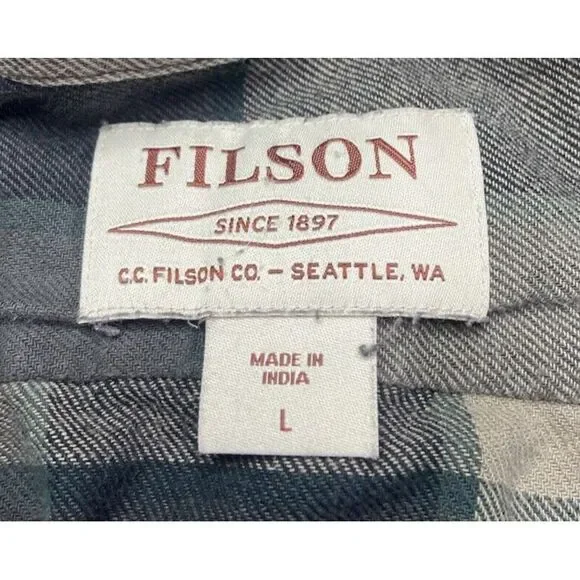 FILSON
SINCE 1897
C.C. FILSON CO. – SEATTLE, WA
MADE IN
INDIA
L